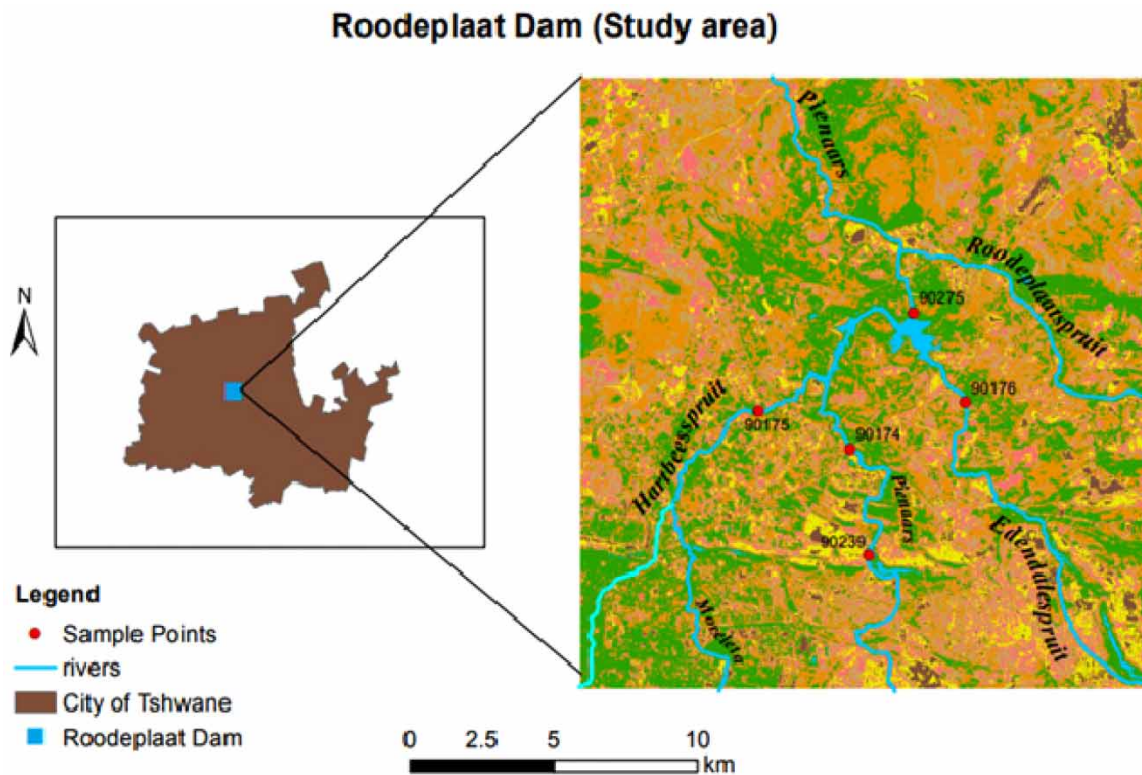 Roodeplaat Dam (Study area)
N
Pienaars
Roodeplaatspruit
90275
90176
90175
90174
Hartbeesspruit
Pienaars
90239
Edendalespruit
Moreleta
Legend
Sample Points
rivers
City of Tshwane
Roodeplaat Dam
0 2.5 5 10
km